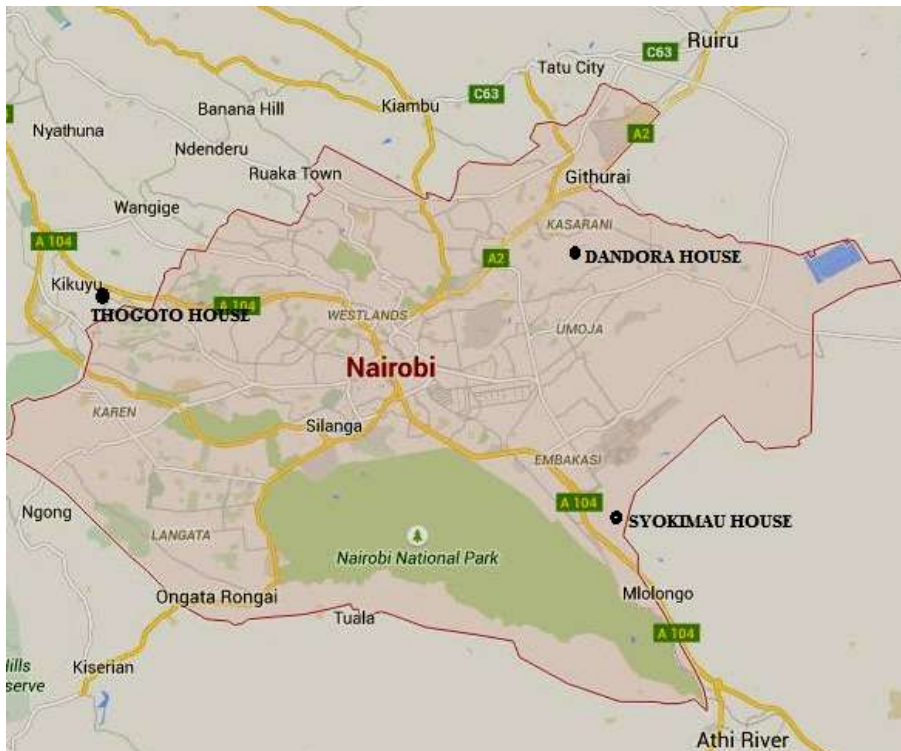 Ruiru
C63
Tatu City
C63
Kiambu
Banana Hill
A2
Nyathuna
Ndenderu
Ruaka Town
Githurai
Wangige
KASARANI
A 104
A2
DANDORA HOUSE
Kikuyu
A 104
THOGOTO HOUSE
WESTLANDS
UMOJA
Nairobi
KAREN
Silanga
EMBAKASI
A 104
Ngong
SYOKIMAU HOUSE
LANGATA
Nairobi National Park
Mlolongo
Ongata Rongai
Tuala
A 104
Kiserian
Hills
serve
Athi River